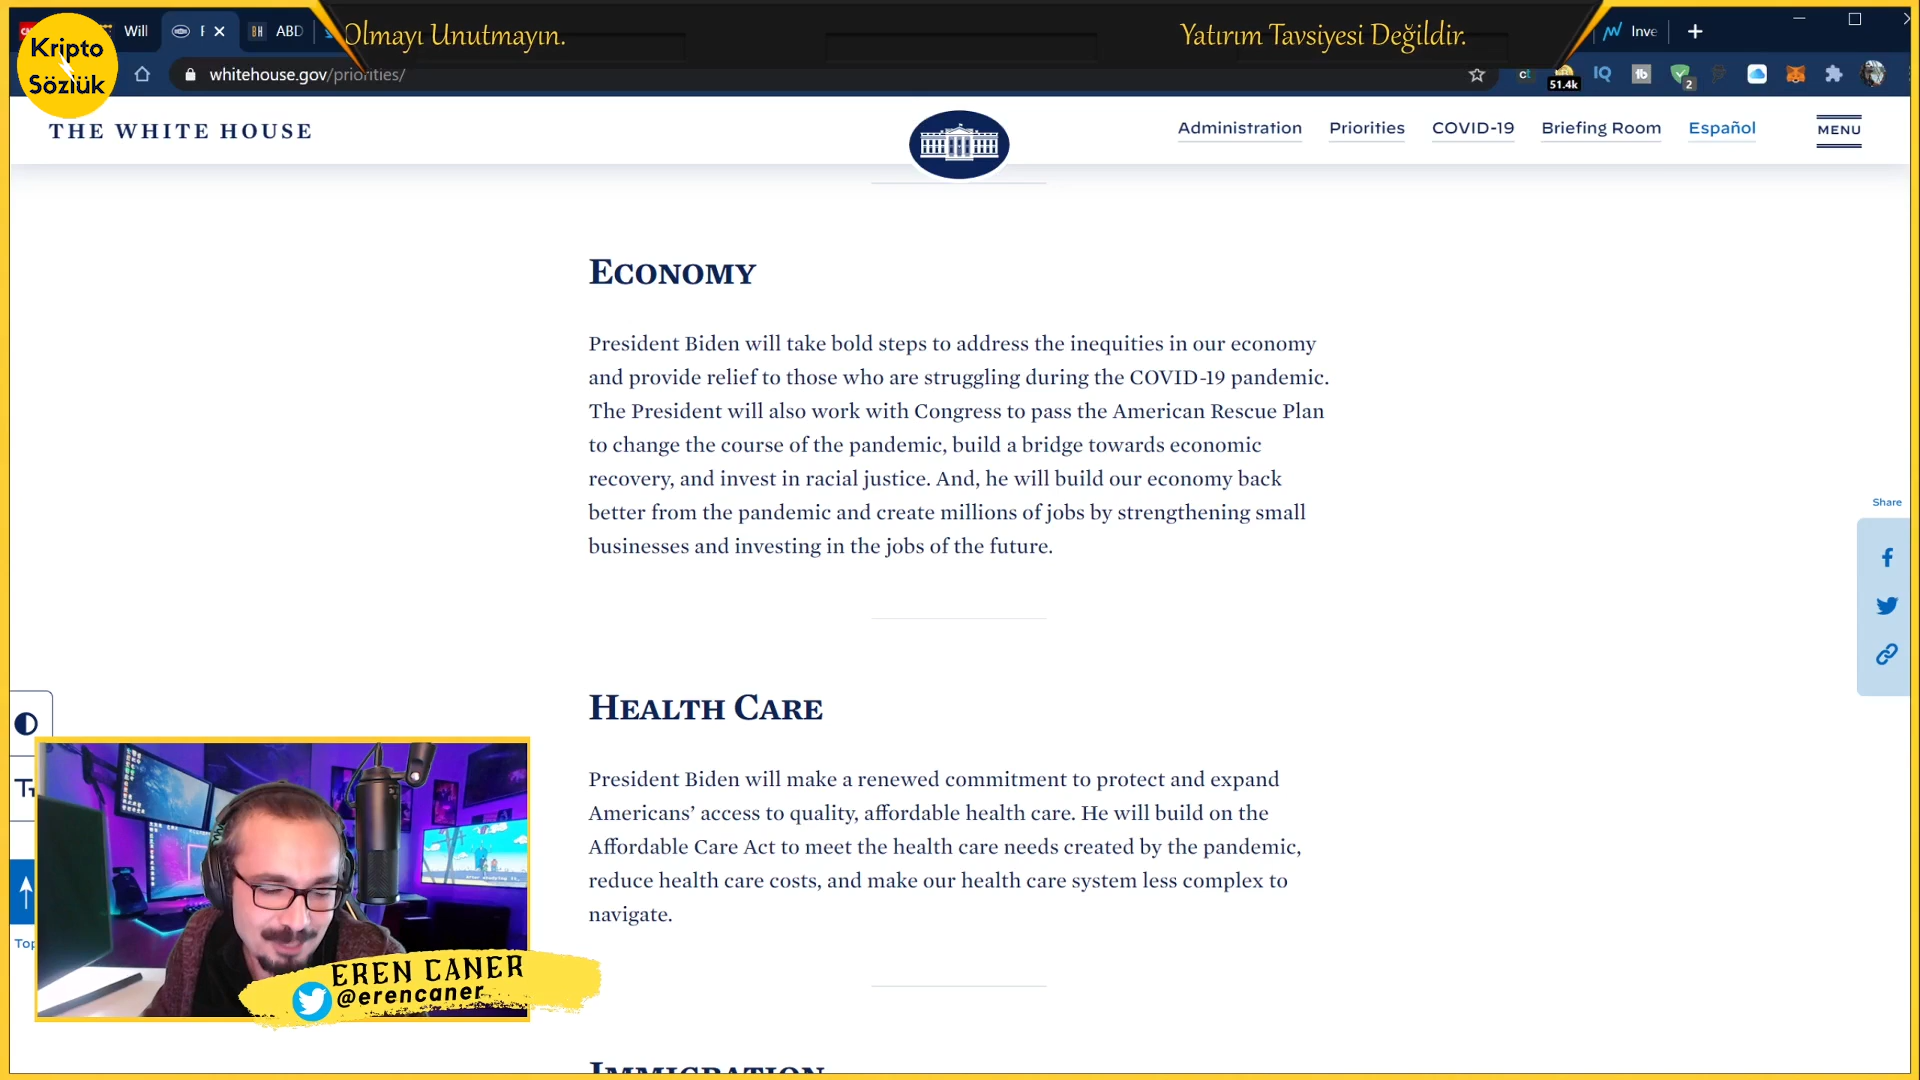 Will
F
ABD
Olmayı Unutmayın.
Yatırım Tavsiyesi Değildir.
Inve
Kripto
Sözlük
whitehouse.gov/priorities/
51.4k
IQ
2
THE WHITE HOUSE
Administration
Priorities
COVID-19
Briefing Room
Español
MENU
ECONOMY
President Biden will take bold steps to address the inequities in our economy
and provide relief to those who are struggling during the COVID-19 pandemic.
The President will also work with Congress to pass the American Rescue Plan
to change the course of the pandemic, build a bridge towards economic
recovery, and invest in racial justice. And, he will build our economy back
better from the pandemic and create millions of jobs by strengthening small
businesses and investing in the jobs of the future.
Share
HEALTH CARE
President Biden will make a renewed commitment to protect and expand
Americans’ access to quality, affordable health care. He will build on the
Affordable Care Act to meet the health care needs created by the pandemic,
reduce health care costs, and make our health care system less complex to
navigate.
Top
EREN CANER
@erencaner
IMMIGRATION